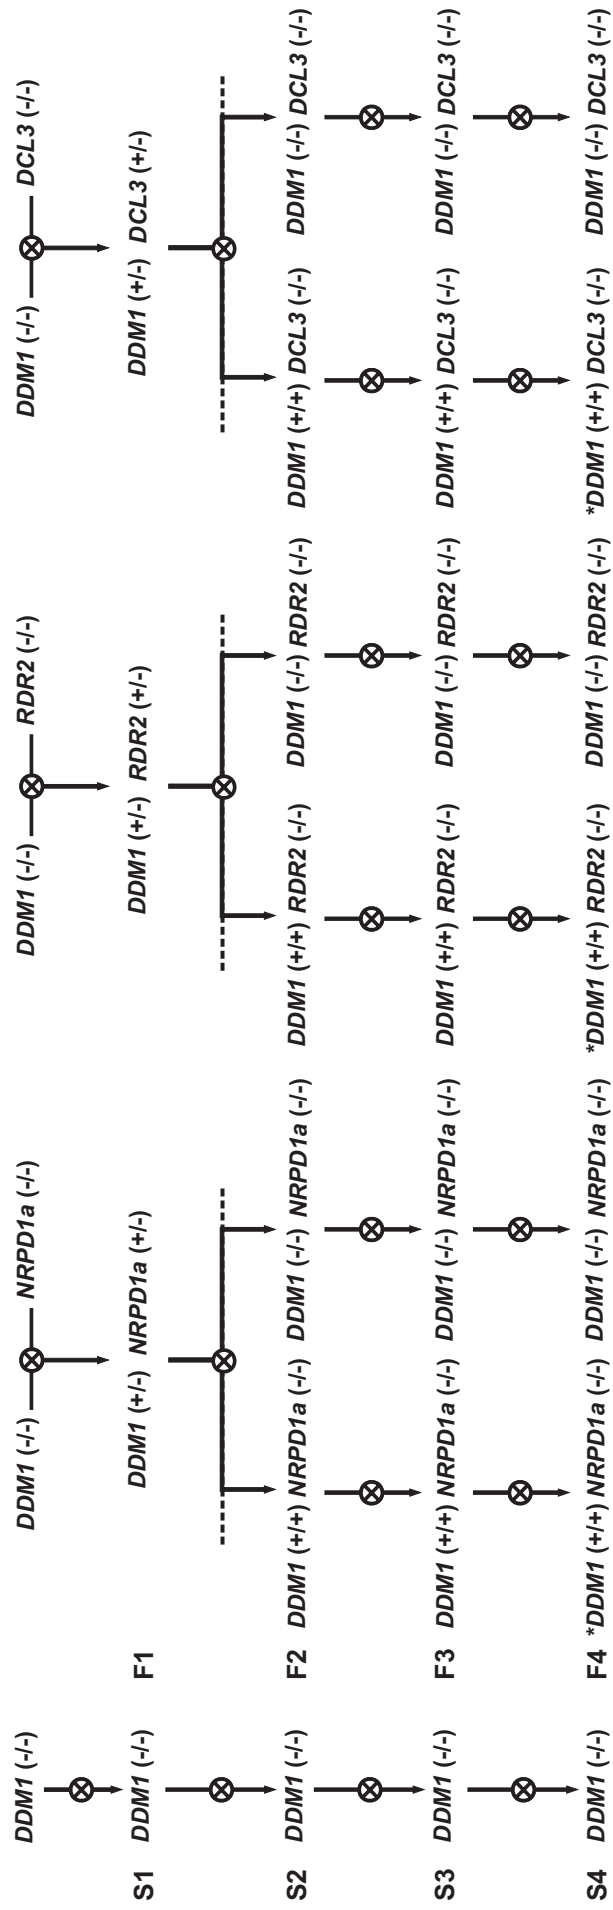 DDM1 (-/-)
DDM1 (-/-) NRPD1a (-/-)
DDM1 (-/-) RDR2 (-/-)
DDM1 (-/-) DCL3 (-/-)
S1 DDM1 (-/-)
F1 DDM1 (+/-) NRPD1a (+/-)
DDM1 (+/-) RDR2 (+/-)
DDM1 (+/-) DCL3 (+/-)
S2 DDM1 (-/-)
F2 DDM1 (+/+) NRPD1a (-/-) DDM1 (-/-) NRPD1a (-/-)
DDM1 (+/+) RDR2 (-/-) DDM1 (-/-) RDR2 (-/-)
DDM1 (+/+) DCL3 (-/-) DDM1 (-/-) DCL3 (-/-)
S3 DDM1 (-/-)
F3 DDM1 (+/+) NRPD1a (-/-) DDM1 (-/-) NRPD1a (-/-)
DDM1 (+/+) RDR2 (-/-) DDM1 (-/-) RDR2 (-/-)
DDM1 (+/+) DCL3 (-/-) DDM1 (-/-) DCL3 (-/-)
S4 DDM1 (-/-)
F4 *DDM1 (+/+) NRPD1a (-/-) DDM1 (-/-) NRPD1a (-/-)
*DDM1 (+/+) RDR2 (-/-) DDM1 (-/-) RDR2 (-/-)
*DDM1 (+/+) DCL3 (-/-) DDM1 (-/-) DCL3 (-/-)